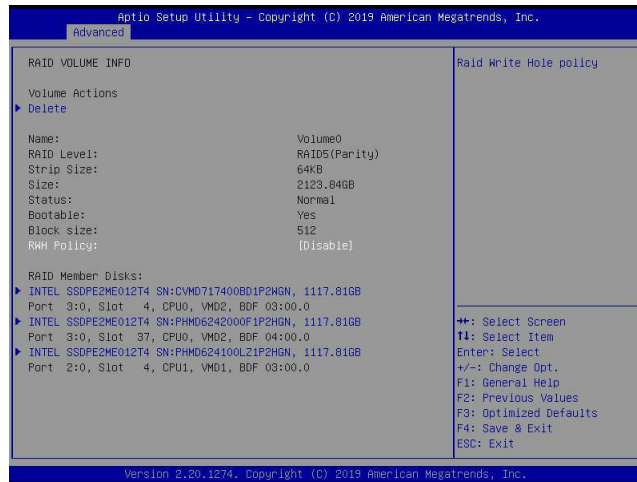 Aptio Setup Utility – Copyright (C) 2019 American Megatrends, Inc.
Advanced
RAID VOLUME INFO
Volume Actions
Delete
Name: Volume0
RAID Level: RAID5(Parity)
Strip Size: 64KB
Size: 2123.84GB
Status: Normal
Bootable: Yes
Block size: 512
RWH Policy: [Disable]
RAID Member Disks:
INTEL SSDPE2ME012T4 SN:CVMD717400BD1P2WGN, 1117.81GB
Port 3:0, Slot 4, CPU0, VMD2, BDF 03:00.0
INTEL SSDPE2ME012T4 SN:PHMD6242000F1P2HGN, 1117.81GB
Port 3:0, Slot 37, CPU0, VMD2, BDF 04:00.0
INTEL SSDPE2ME012T4 SN:PHMD624100LZ1P2HGN, 1117.81GB
Port 2:0, Slot 4, CPU1, VMD1, BDF 03:00.0
Raid Write Hole policy
→←: Select Screen
↑↓: Select Item
Enter: Select
+/-: Change Opt.
F1: General Help
F2: Previous Values
F3: Optimized Defaults
F4: Save & Exit
ESC: Exit
Version 2.20.1274. Copyright (C) 2019 American Megatrends, Inc.